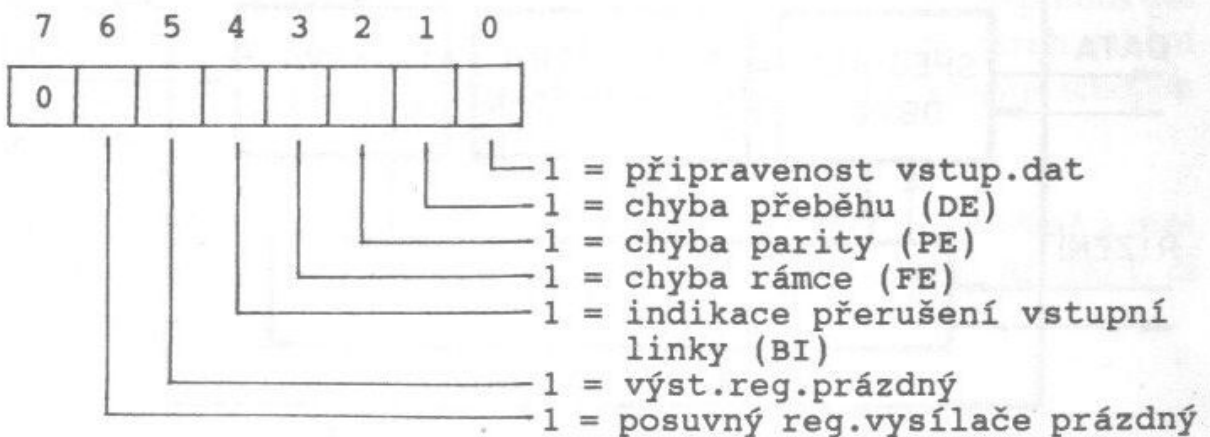 7 6 5 4 3 2 1 0
0
1 = připravenost vstup.dat
1 = chyba přeběhu (DE)
1 = chyba parity (PE)
1 = chyba rámce (FE)
1 = indikace přerušení vstupní
linky (BI)
1 = výst.reg.prázdný
1 = posuvný reg.vysílače prázdný